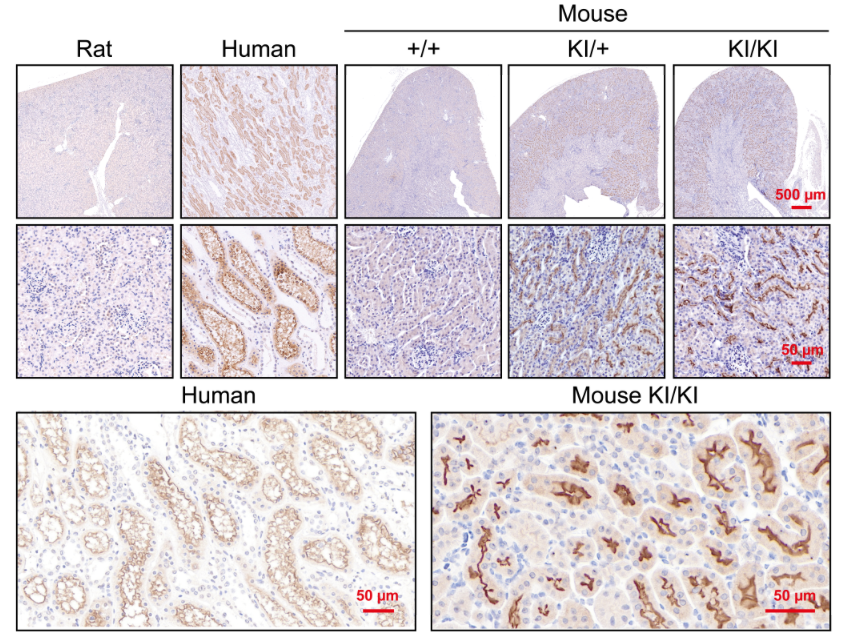 Mouse
Rat Human +/+ KI/+ KI/KI
500 μm
50 μm
Human Mouse KI/KI
50 μm 50 μm